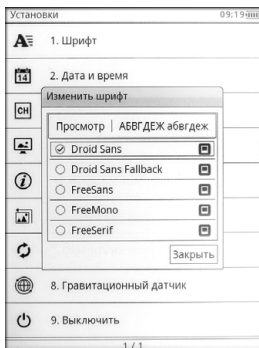 Установки 09:19
1. Шрифт
2. Дата и время
14
CH
Изменить шрифт
Просмотр | АБВГДЕЖ абвгдеж
Droid Sans
Droid Sans Fallback
FreeSans
FreeMono
FreeSerif
Закрыть
8. Гравитационный датчик
9. Выключить
1 / 1